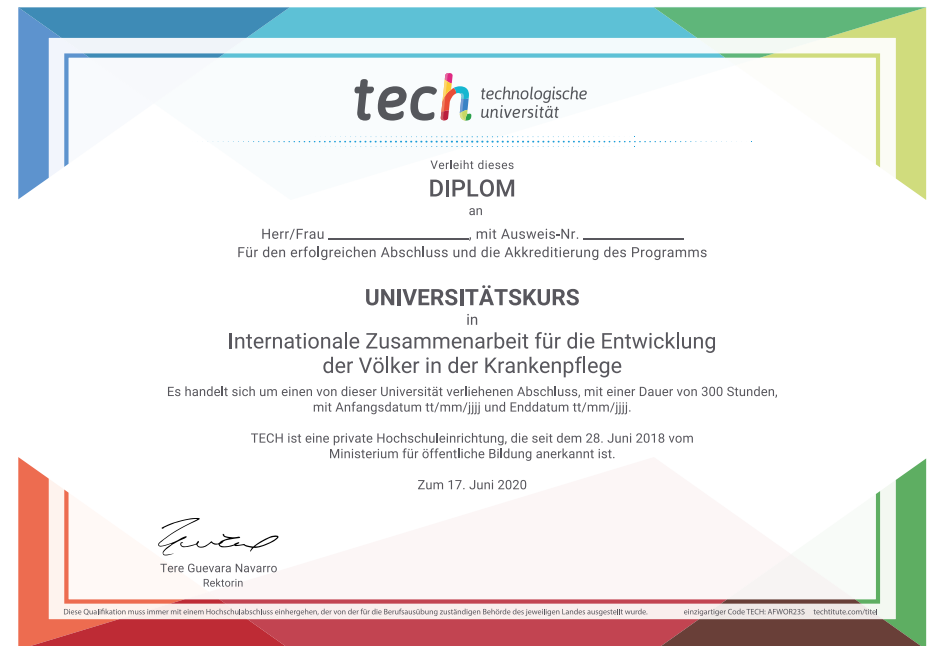 tech technologische
universität
Verleiht dieses
DIPLOM
an
Herr/Frau ____________________, mit Ausweis-Nr. ______________
Für den erfolgreichen Abschluss und die Akkreditierung des Programms
UNIVERSITÄTSKURS
in
Internationale Zusammenarbeit für die Entwicklung
der Völker in der Krankenpflege
Es handelt sich um einen von dieser Universität verliehenen Abschluss, mit einer Dauer von 300 Stunden,
mit Anfangsdatum tt/mm/jjjj und Enddatum tt/mm/jjjj.
TECH ist eine private Hochschuleinrichtung, die seit dem 28. Juni 2018 vom
Ministerium für öffentliche Bildung anerkannt ist.
Zum 17. Juni 2020
Tere Guevara Navarro
Rektorin
Diese Qualifikation muss immer mit einem Hochschulabschluss einhergehen, der von der für die Berufsausübung zuständigen Behörde des jeweiligen Landes ausgestellt wurde. einzigartiger Code TECH: AFWOR23S techtitute.com/titel